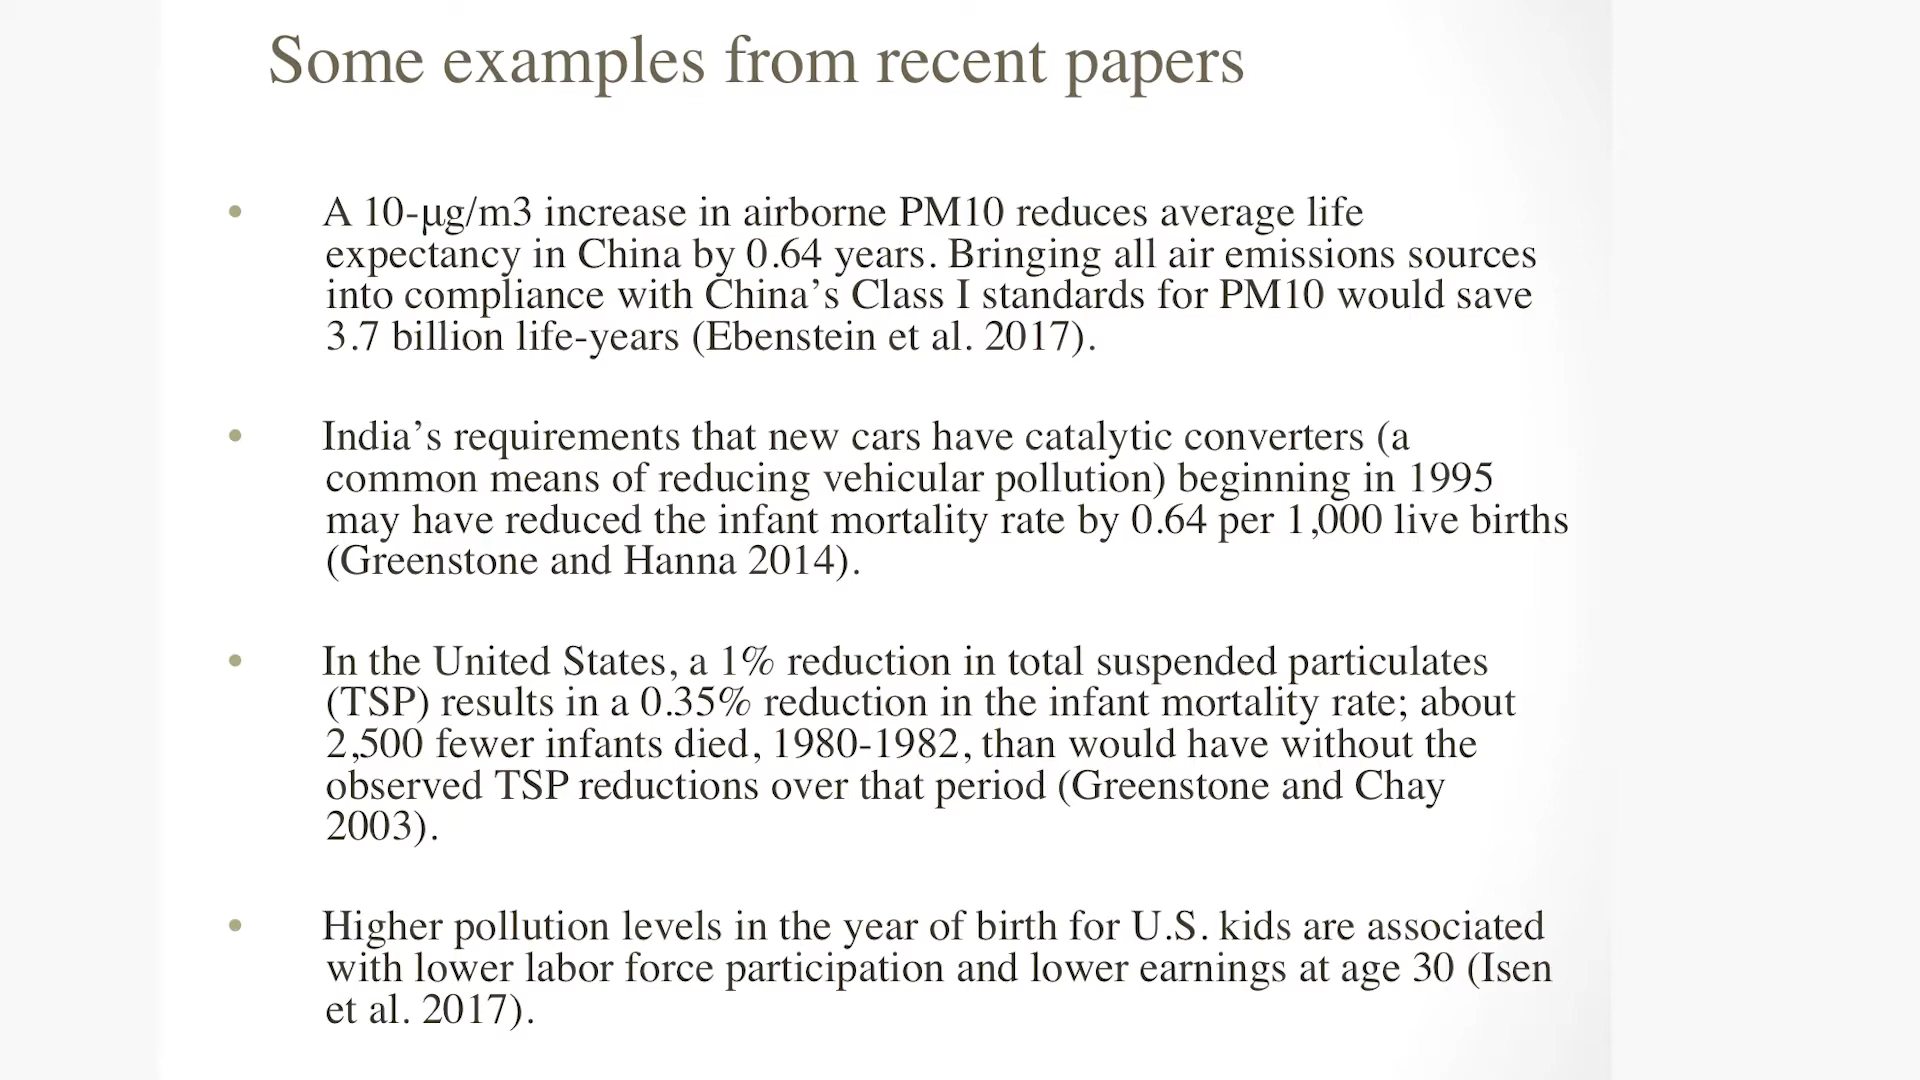 Some examples from recent papers
• A 10-µg/m3 increase in airborne PM10 reduces average life
expectancy in China by 0.64 years. Bringing all air emissions sources
into compliance with China’s Class I standards for PM10 would save
3.7 billion life-years (Ebenstein et al. 2017).
• India’s requirements that new cars have catalytic converters (a
common means of reducing vehicular pollution) beginning in 1995
may have reduced the infant mortality rate by 0.64 per 1,000 live births
(Greenstone and Hanna 2014).
• In the United States, a 1% reduction in total suspended particulates
(TSP) results in a 0.35% reduction in the infant mortality rate; about
2,500 fewer infants died, 1980-1982, than would have without the
observed TSP reductions over that period (Greenstone and Chay
2003).
• Higher pollution levels in the year of birth for U.S. kids are associated
with lower labor force participation and lower earnings at age 30 (Isen
et al. 2017).